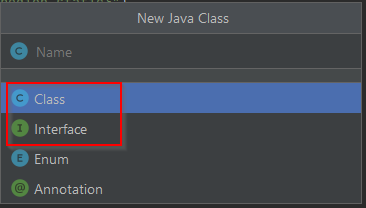 New Java Class
C Name
C Class
I Interface
E Enum
@ Annotation